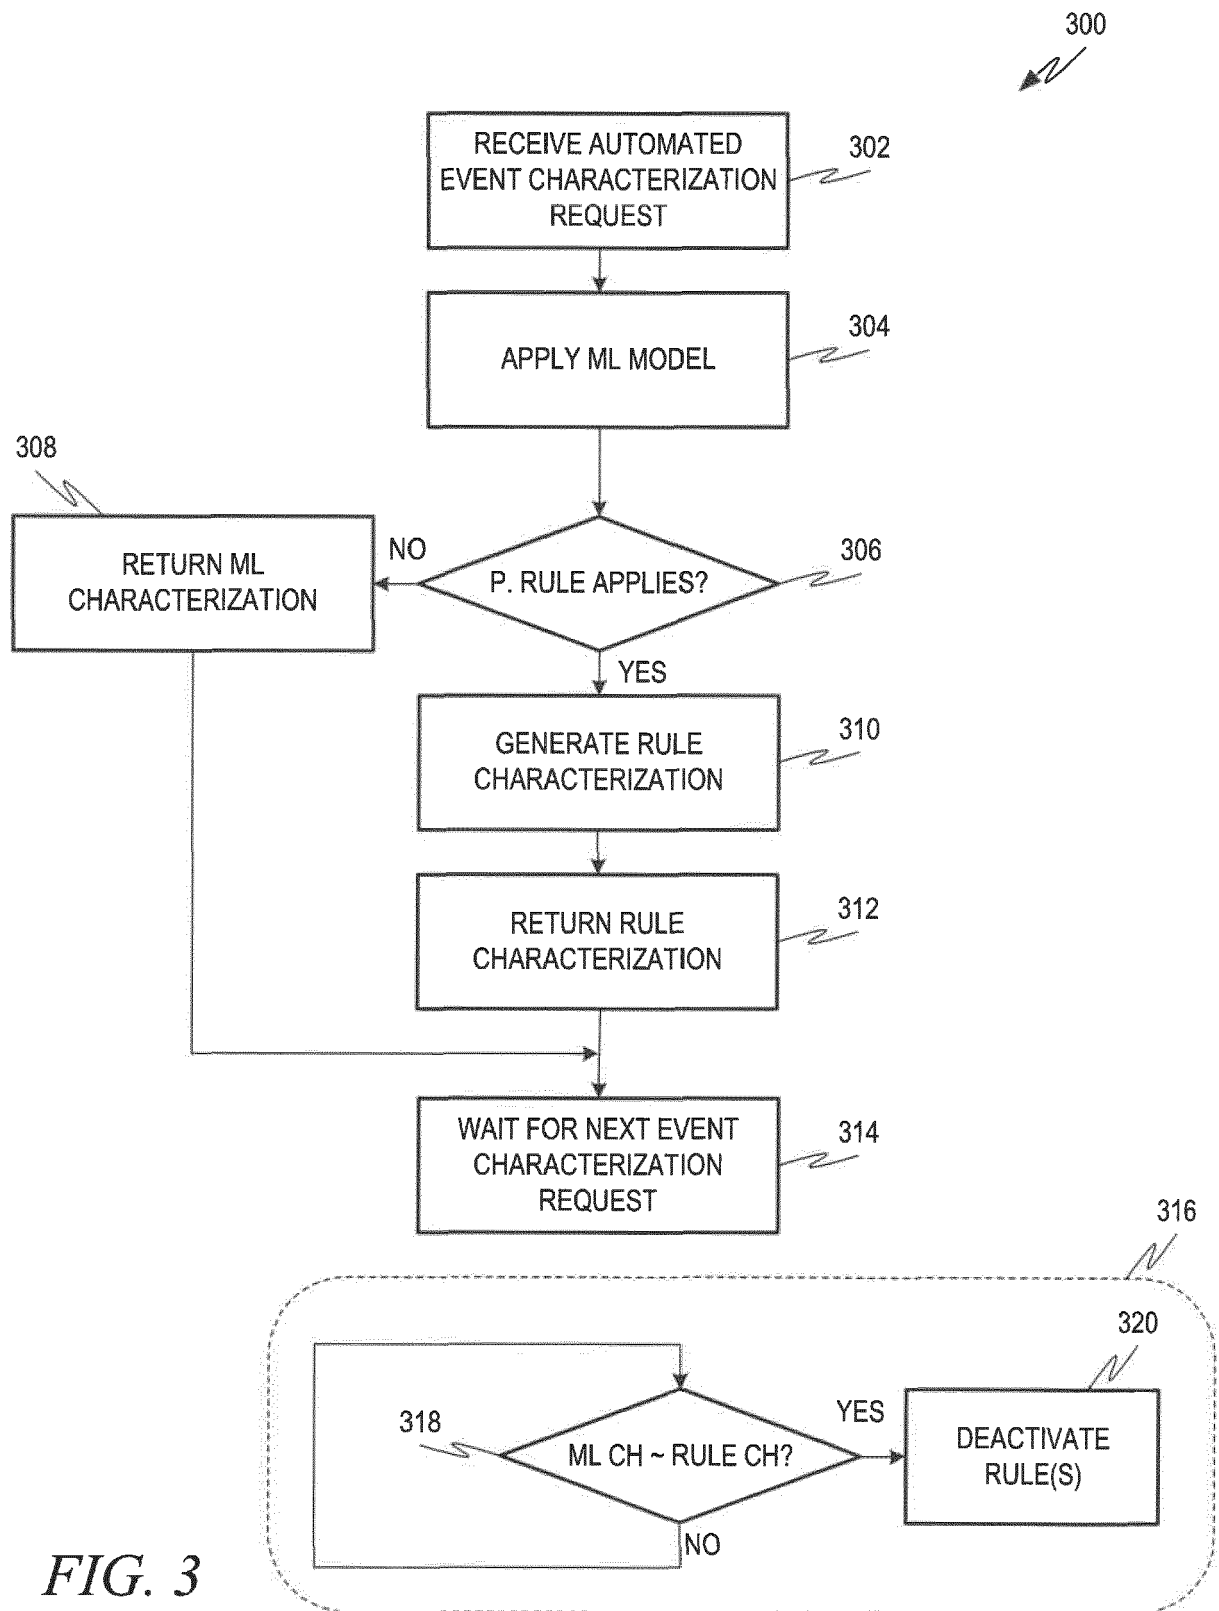 300
RECEIVE AUTOMATED
EVENT CHARACTERIZATION
REQUEST
302
APPLY ML MODEL
304
308
RETURN ML
CHARACTERIZATION
NO
P. RULE APPLIES?
306
YES
GENERATE RULE
CHARACTERIZATION
310
RETURN RULE
CHARACTERIZATION
312
WAIT FOR NEXT EVENT
CHARACTERIZATION
REQUEST
314
316
318
ML CH ~ RULE CH?
YES
NO
320
DEACTIVATE
RULE(S)
FIG. 3